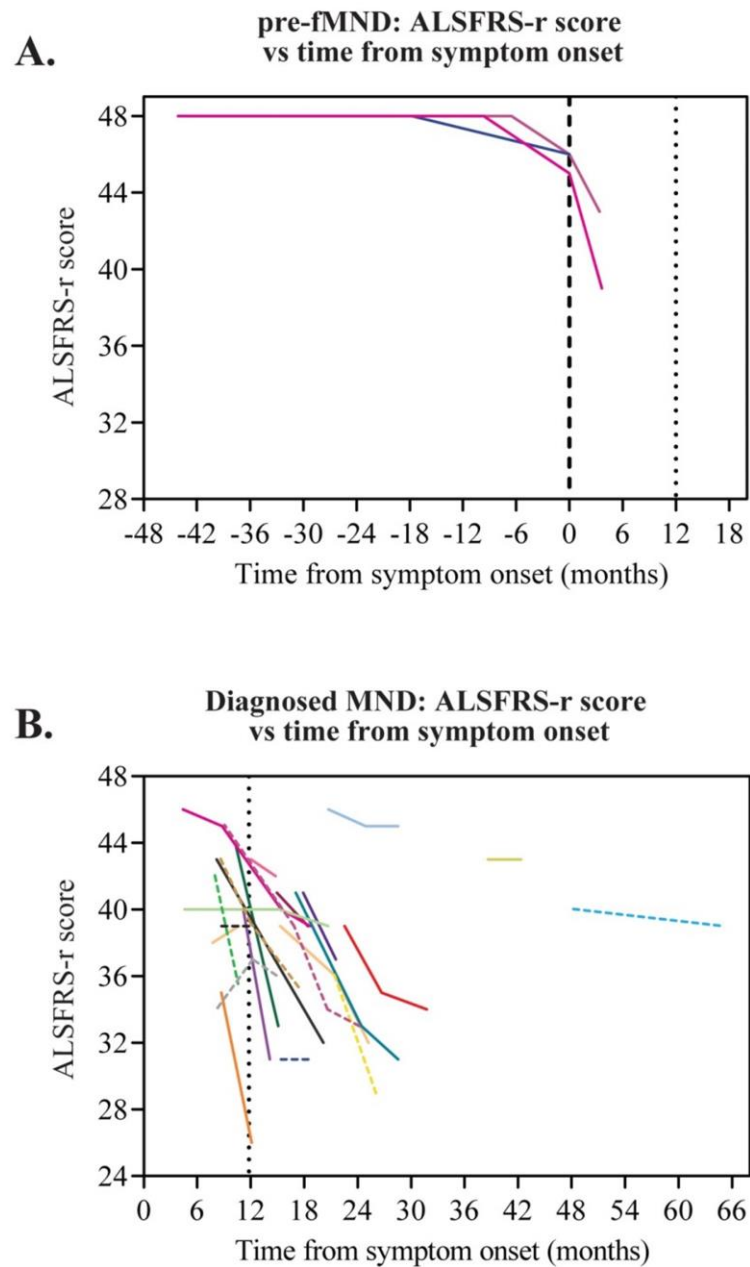 A.
pre-fMND: ALSFRS-r score
vs time from symptom onset
48
44
40
36
32
28
ALSFRS-r score
-48 -42 -36 -30 -24 -18 -12 -6 0 6 12 18
Time from symptom onset (months)
B.
Diagnosed MND: ALSFRS-r score
vs time from symptom onset
48
44
40
36
32
28
24
ALSFRS-r score
0 6 12 18 24 30 36 42 48 54 60 66
Time from symptom onset (months)